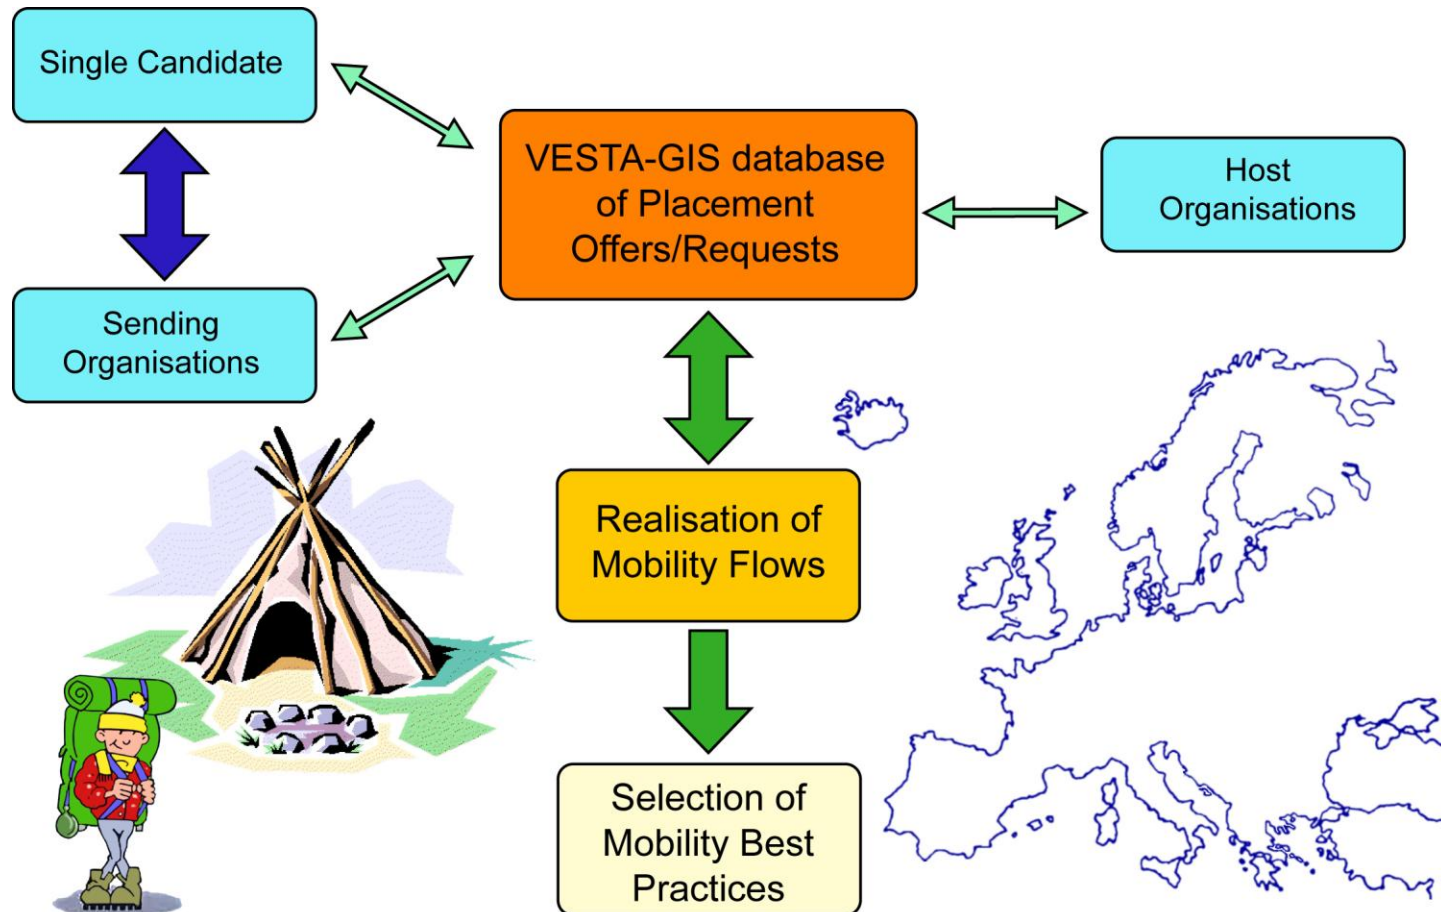 Single Candidate
VESTA-GIS database
of Placement
Offers/Requests
Host
Organisations
Sending
Organisations
Realisation of
Mobility Flows
Selection of
Mobility Best
Practices